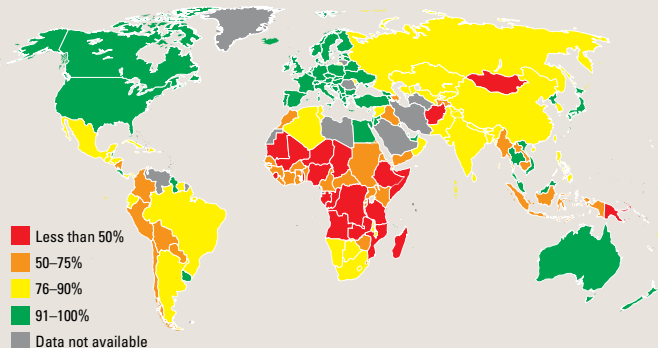 Less than 50%
50–75%
76–90%
91–100%
Data not available